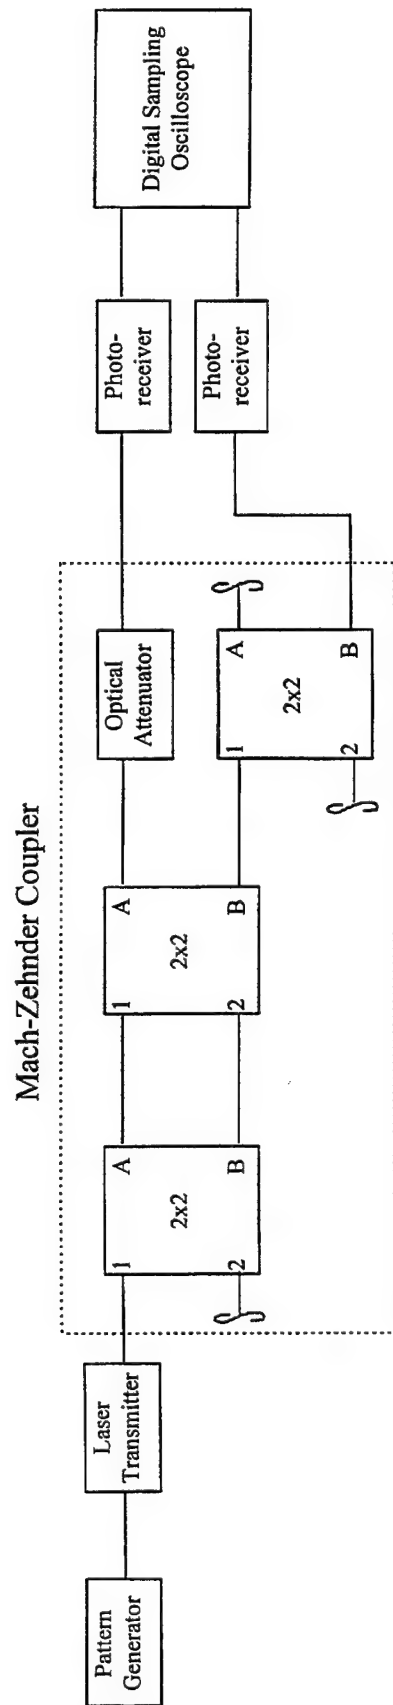 Mach-Zehnder Coupler
Pattern
Generator
Laser
Transmitter
1
A
2x2
2
B
1
A
2x2
2
B
Optical
Attenuator
1
A
2x2
2
B
Photo-
receiver
Photo-
receiver
Digital Sampling
Oscilloscope